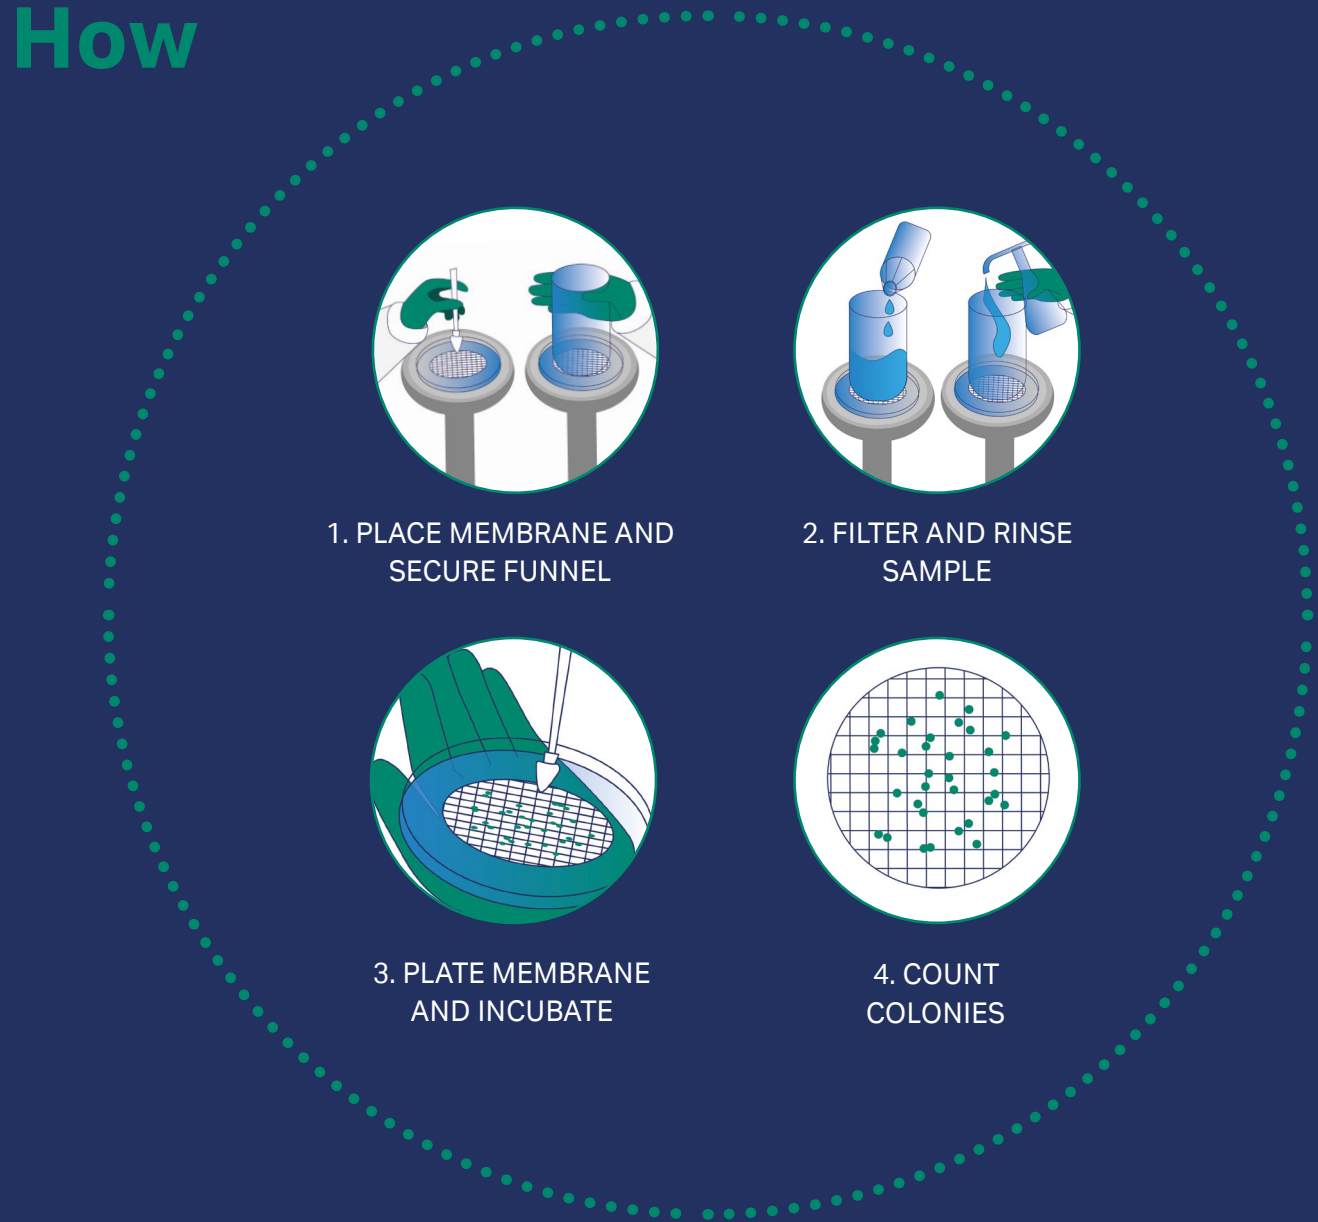 How
1. PLACE MEMBRANE AND
SECURE FUNNEL
2. FILTER AND RINSE
SAMPLE
3. PLATE MEMBRANE
AND INCUBATE
4. COUNT
COLONIES